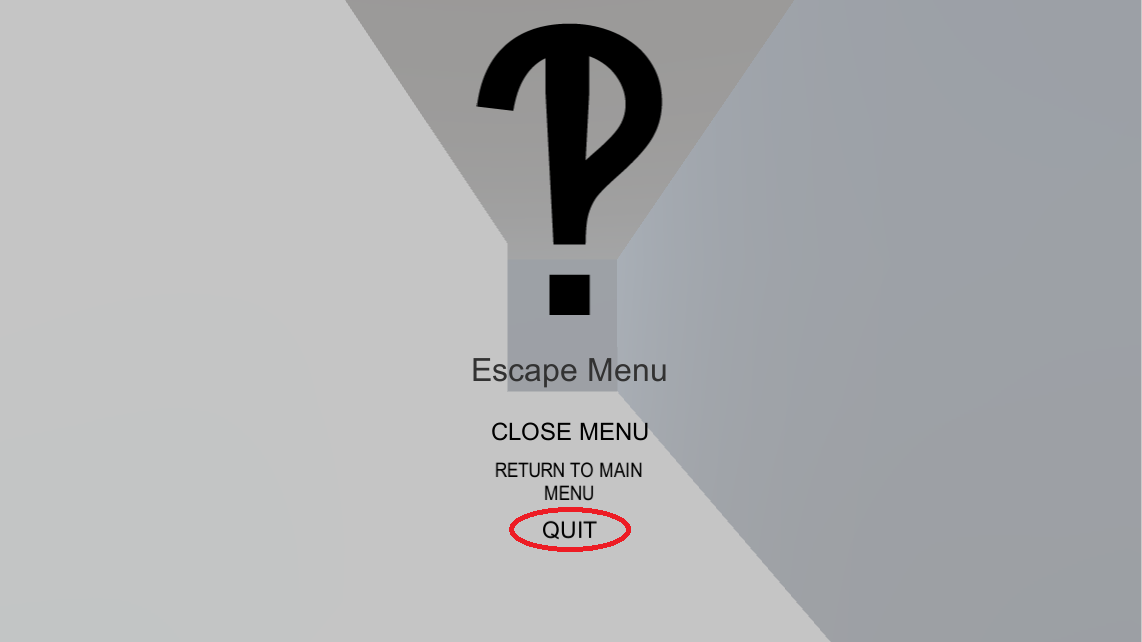 ‽
Escape Menu
CLOSE MENU
RETURN TO MAIN
MENU
QUIT